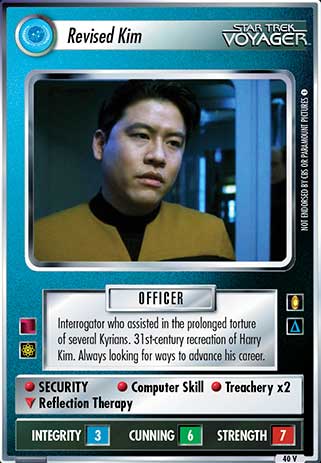 Revised Kim
STAR TREK
VOYAGER
NOT ENDORSED BY CBS OR PARAMOUNT PICTURES
OFFICER
Interrogator who assisted in the prolonged torture
of several Kyrians. 31st-century recreation of Harry
Kim. Always looking for ways to advance his career.
SECURITY Computer Skill Treachery x2
Reflection Therapy
INTEGRITY 3 CUNNING 6 STRENGTH 7
40 V